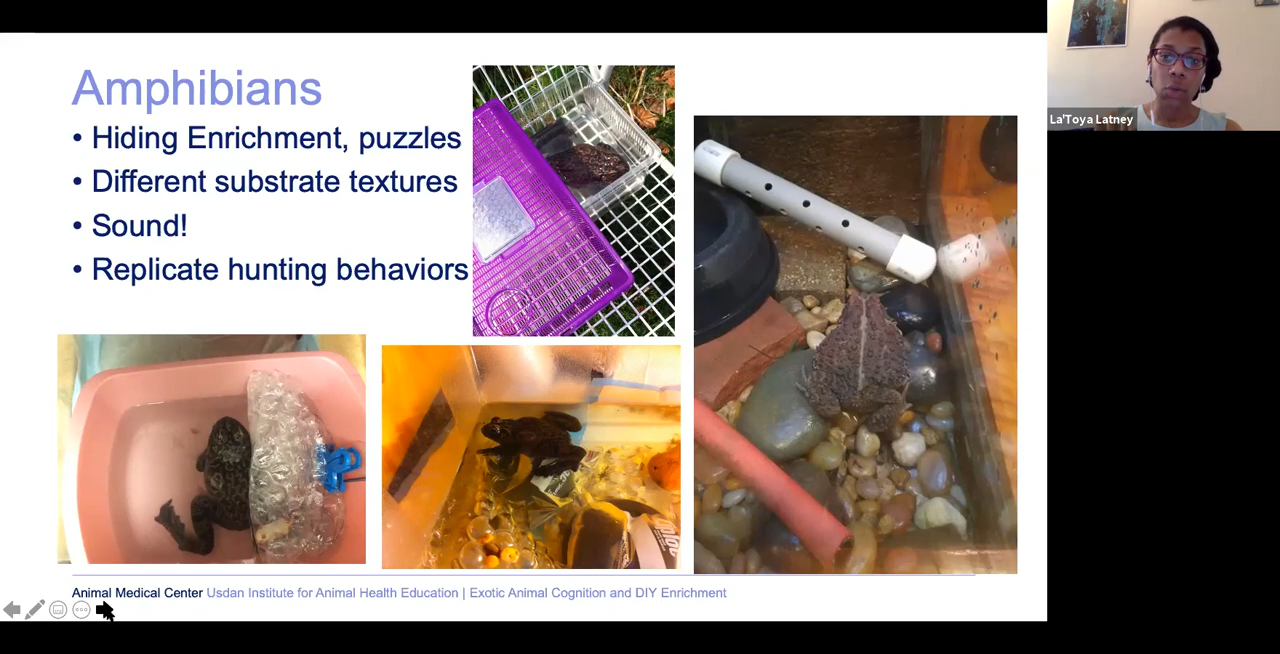 Amphibians
• Hiding Enrichment, puzzles
• Different substrate textures
• Sound!
• Replicate hunting behaviors
Animal Medical Center Usdan Institute for Animal Health Education | Exotic Animal Cognition and DIY Enrichment
La'Toya Latney